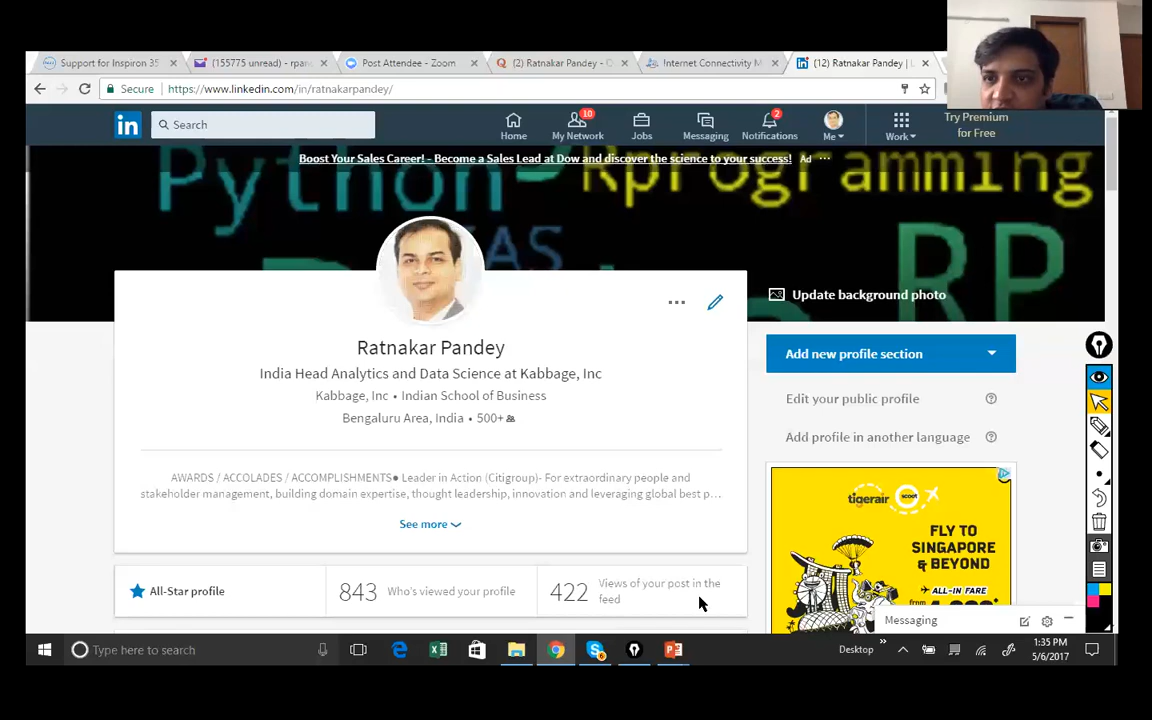 Support for Inspiron 35
(155775 unread) - rpan
Post Attendee - Zoom
(2) Ratnakar Pandey - Q
Internet Connectivity M
(12) Ratnakar Pandey | L
Secure | https://www.linkedin.com/in/ratnakarpandey/
in Search
10
2
Home
My Network
Jobs
Messaging
Notifications
Me
Work
Try Premium
for Free
Boost Your Sales Career! - Become a Sales Lead at Dow and discover the science to your success! Ad ...
Python
Rprogramming
RP
Update background photo
Ratnakar Pandey
India Head Analytics and Data Science at Kabbage, Inc
Kabbage, Inc • Indian School of Business
Bengaluru Area, India • 500+
AWARDS / ACCOLADES / ACCOMPLISHMENTS● Leader in Action (Citigroup)- For extraordinary people and
stakeholder management, building domain expertise, thought leadership, innovation and leveraging global best p...
See more
All-Star profile
843 Who's viewed your profile
422 Views of your post in the
feed
Add new profile section
Edit your public profile
Add profile in another language
tigerair scoot
FLY TO
SINGAPORE
& BEYOND
ALL-IN FARE
from
Messaging
Type here to search
Desktop
1:35 PM
5/6/2017